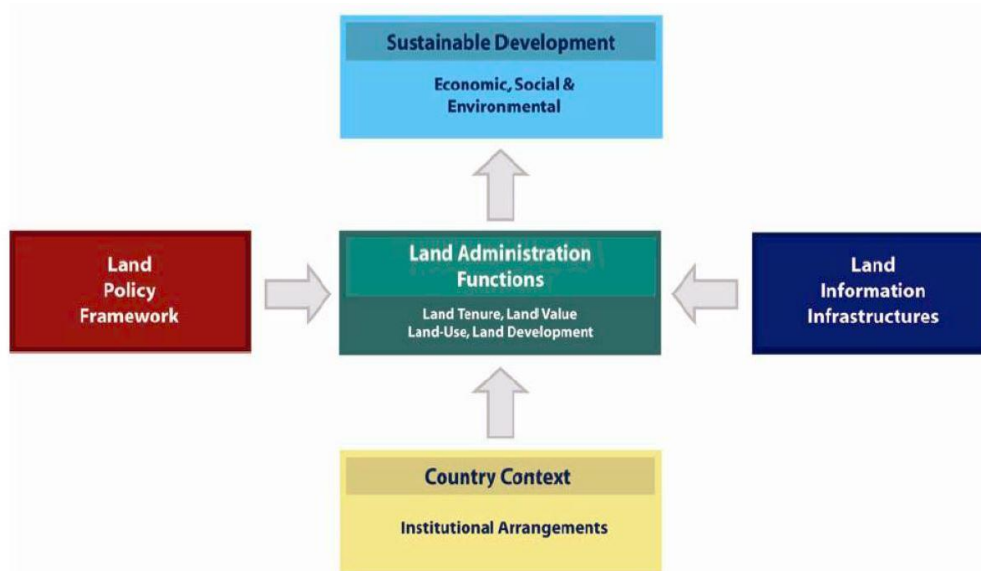 Sustainable Development
Economic, Social &
Environmental
Land
Policy
Framework
Land Administration
Functions
Land Tenure, Land Value
Land-Use, Land Development
Land
Information
Infrastructures
Country Context
Institutional Arrangements